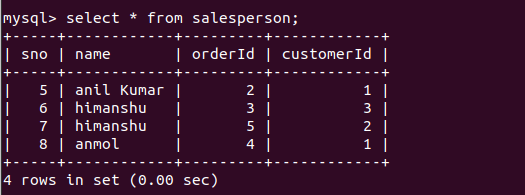 mysql> select * from salesperson;
+-----+------------+---------+------------+
| sno | name       | orderId | customerId |
+-----+------------+---------+------------+
|   5 | anil Kumar |       2 |          1 |
|   6 | himanshu   |       3 |          3 |
|   7 | himanshu   |       5 |          2 |
|   8 | anmol      |       4 |          1 |
+-----+------------+---------+------------+
4 rows in set (0.00 sec)